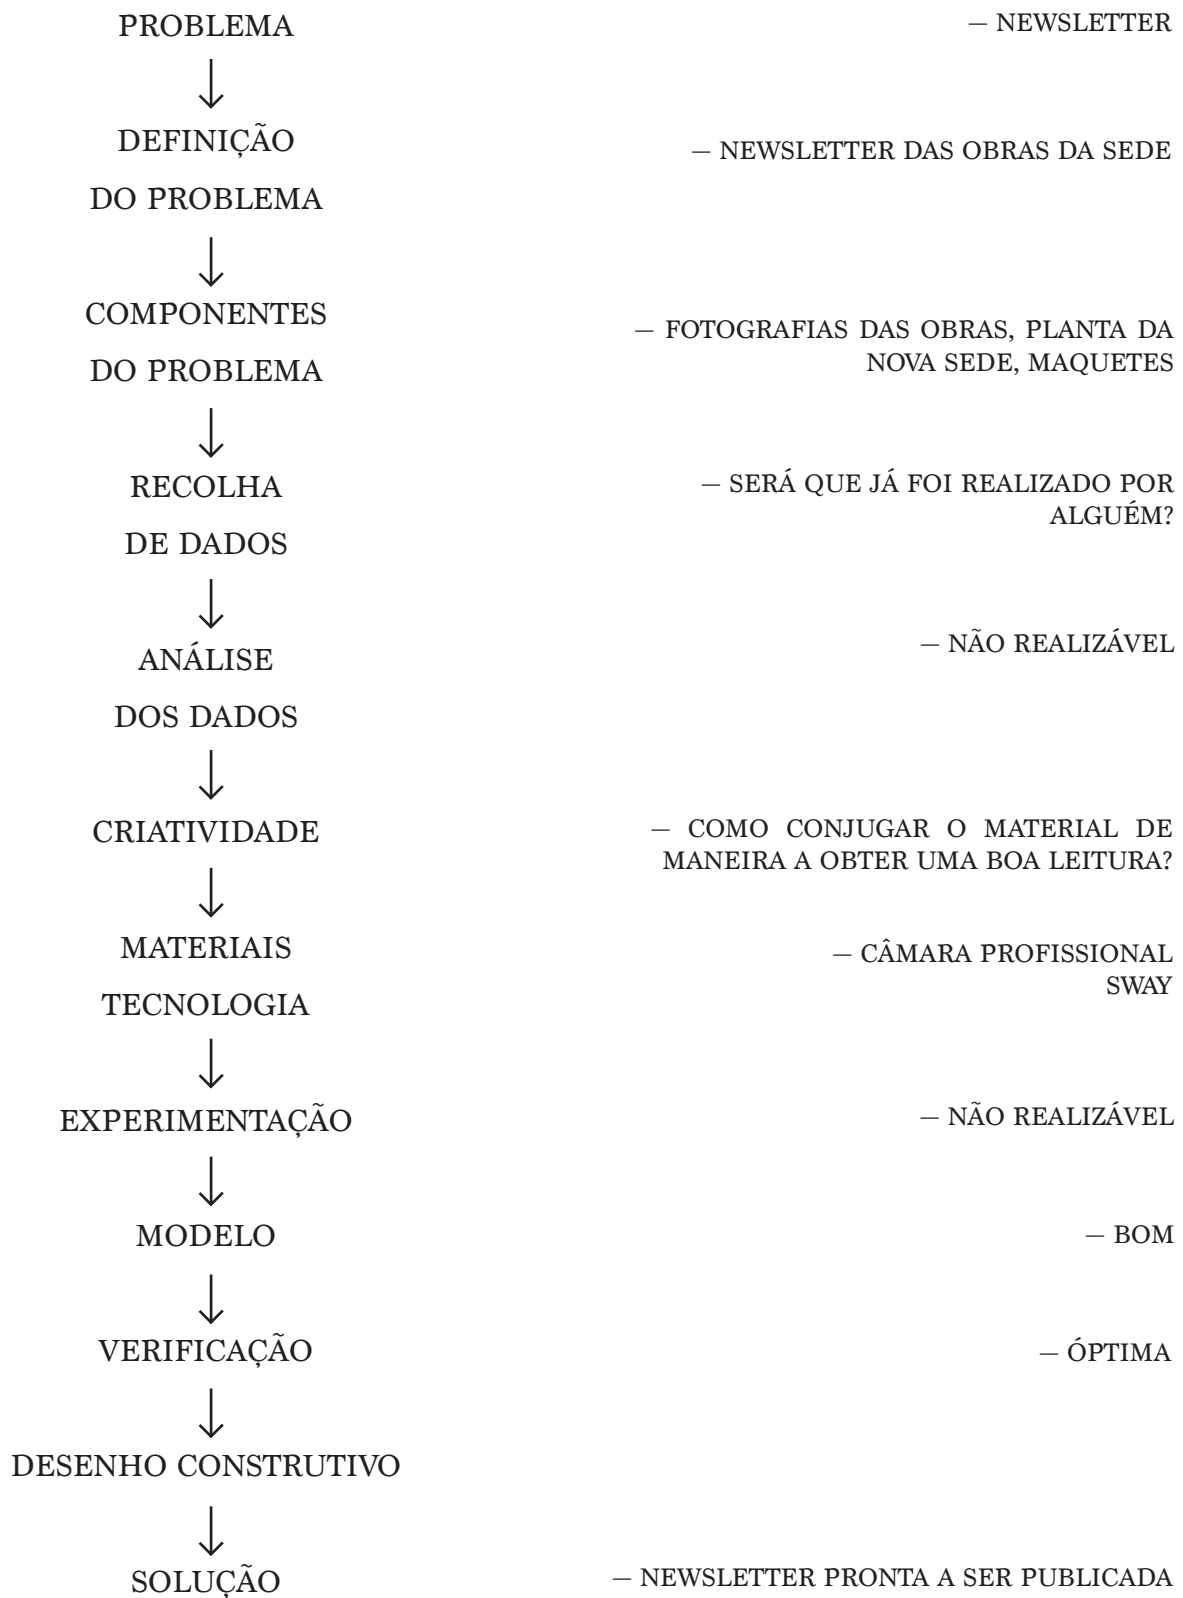 PROBLEMA
— NEWSLETTER
DEFINIÇÃO
DO PROBLEMA
— NEWSLETTER DAS OBRAS DA SEDE
COMPONENTES
DO PROBLEMA
— FOTOGRAFIAS DAS OBRAS, PLANTA DA
NOVA SEDE, MAQUETES
RECOLHA
DE DADOS
— SERÁ QUE JÁ FOI REALIZADO POR
ALGUÉM?
ANÁLISE
DOS DADOS
— NÃO REALIZÁVEL
CRIATIVIDADE
— COMO CONJUGAR O MATERIAL DE
MANEIRA A OBTER UMA BOA LEITURA?
MATERIAIS
TECNOLOGIA
— CÂMARA PROFISSIONAL
SWAY
EXPERIMENTAÇÃO
— NÃO REALIZÁVEL
MODELO
— BOM
VERIFICAÇÃO
— ÓPTIMA
DESENHO CONSTRUTIVO
SOLUÇÃO
— NEWSLETTER PRONTA A SER PUBLICADA